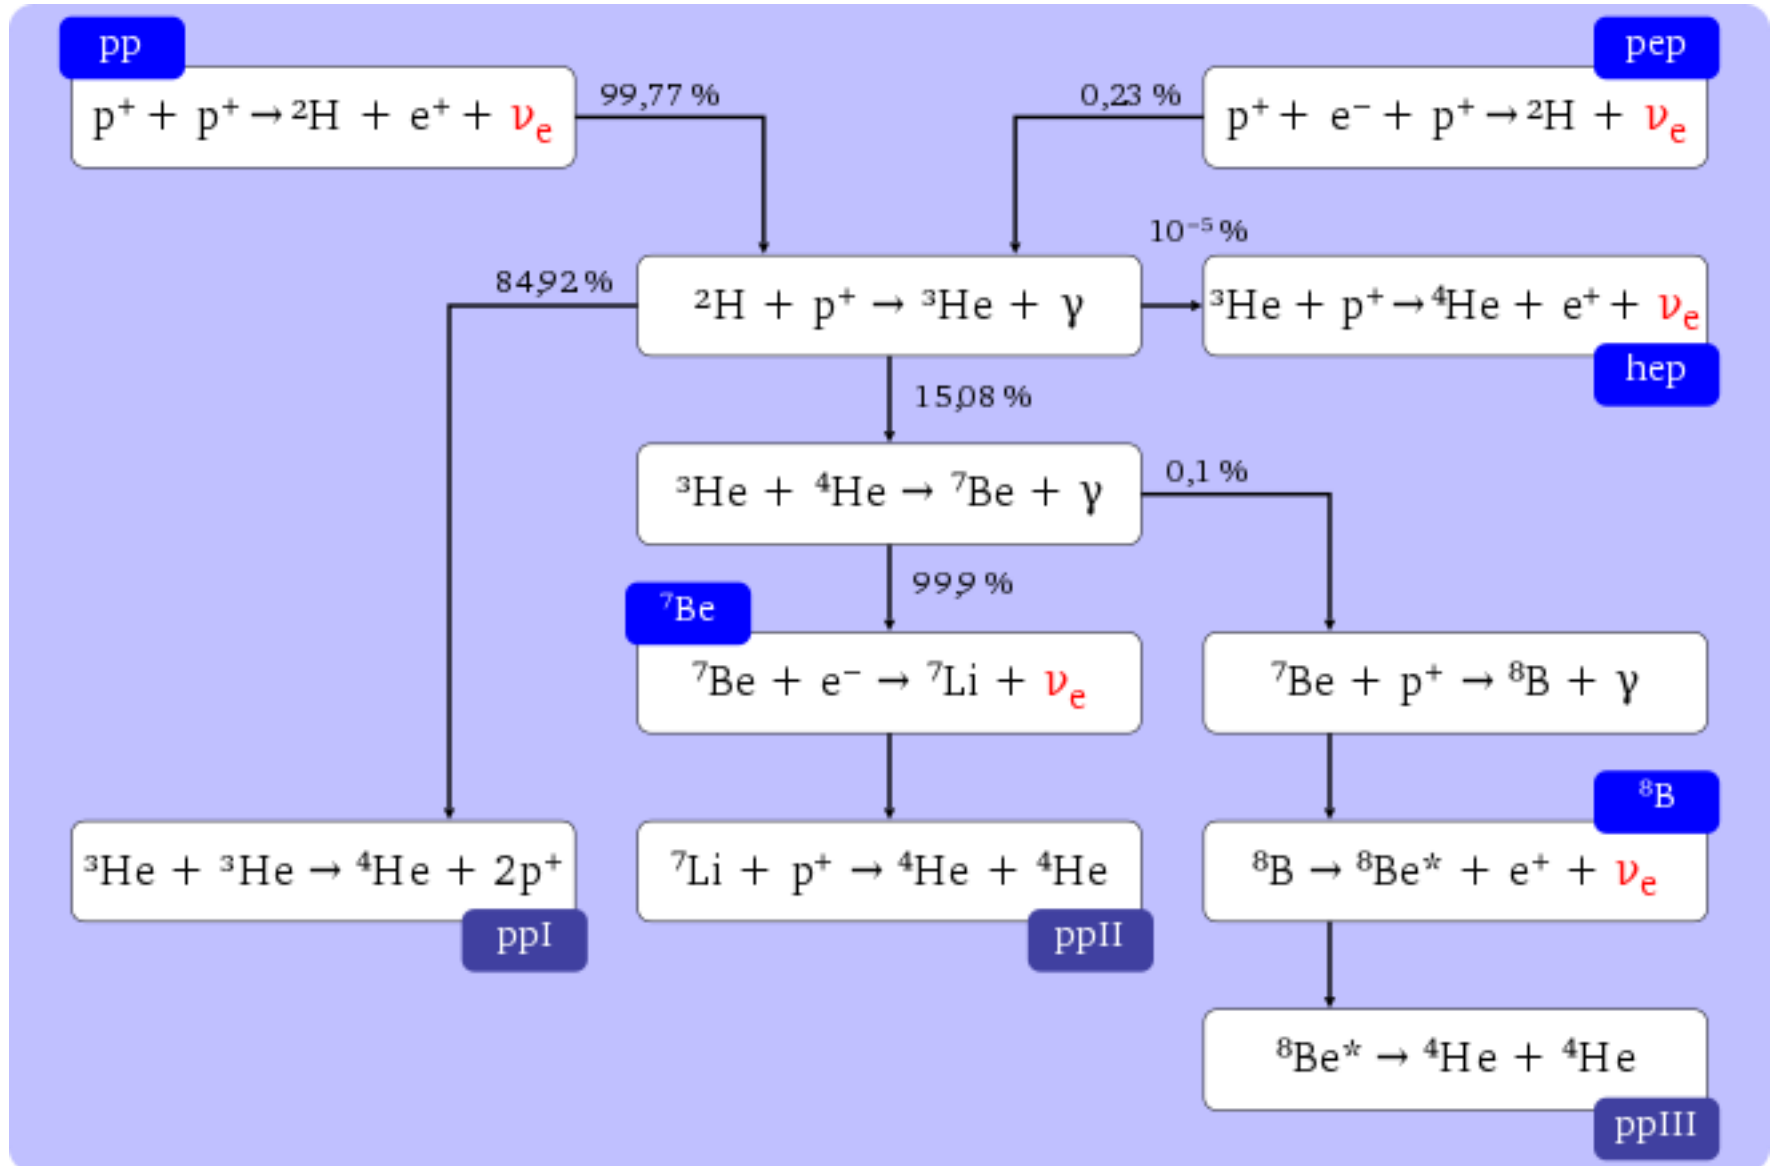 pp
pep
p⁺ + p⁺ → ²H + e⁺ + νₑ
99,77 %
0,23 %
p⁺ + e⁻ + p⁺ → ²H + νₑ
10⁻⁵ %
84,92 %
²H + p⁺ → ³He + γ
³He + p⁺ → ⁴He + e⁺ + νₑ
hep
15,08 %
³He + ⁴He → ⁷Be + γ
0,1 %
99,9 %
⁷Be
⁷Be + e⁻ → ⁷Li + νₑ
⁷Be + p⁺ → ⁸B + γ
⁸B
³He + ³He → ⁴He + 2p⁺
⁷Li + p⁺ → ⁴He + ⁴He
⁸B → ⁸Be* + e⁺ + νₑ
ppI
ppII
⁸Be* → ⁴He + ⁴He
ppIII